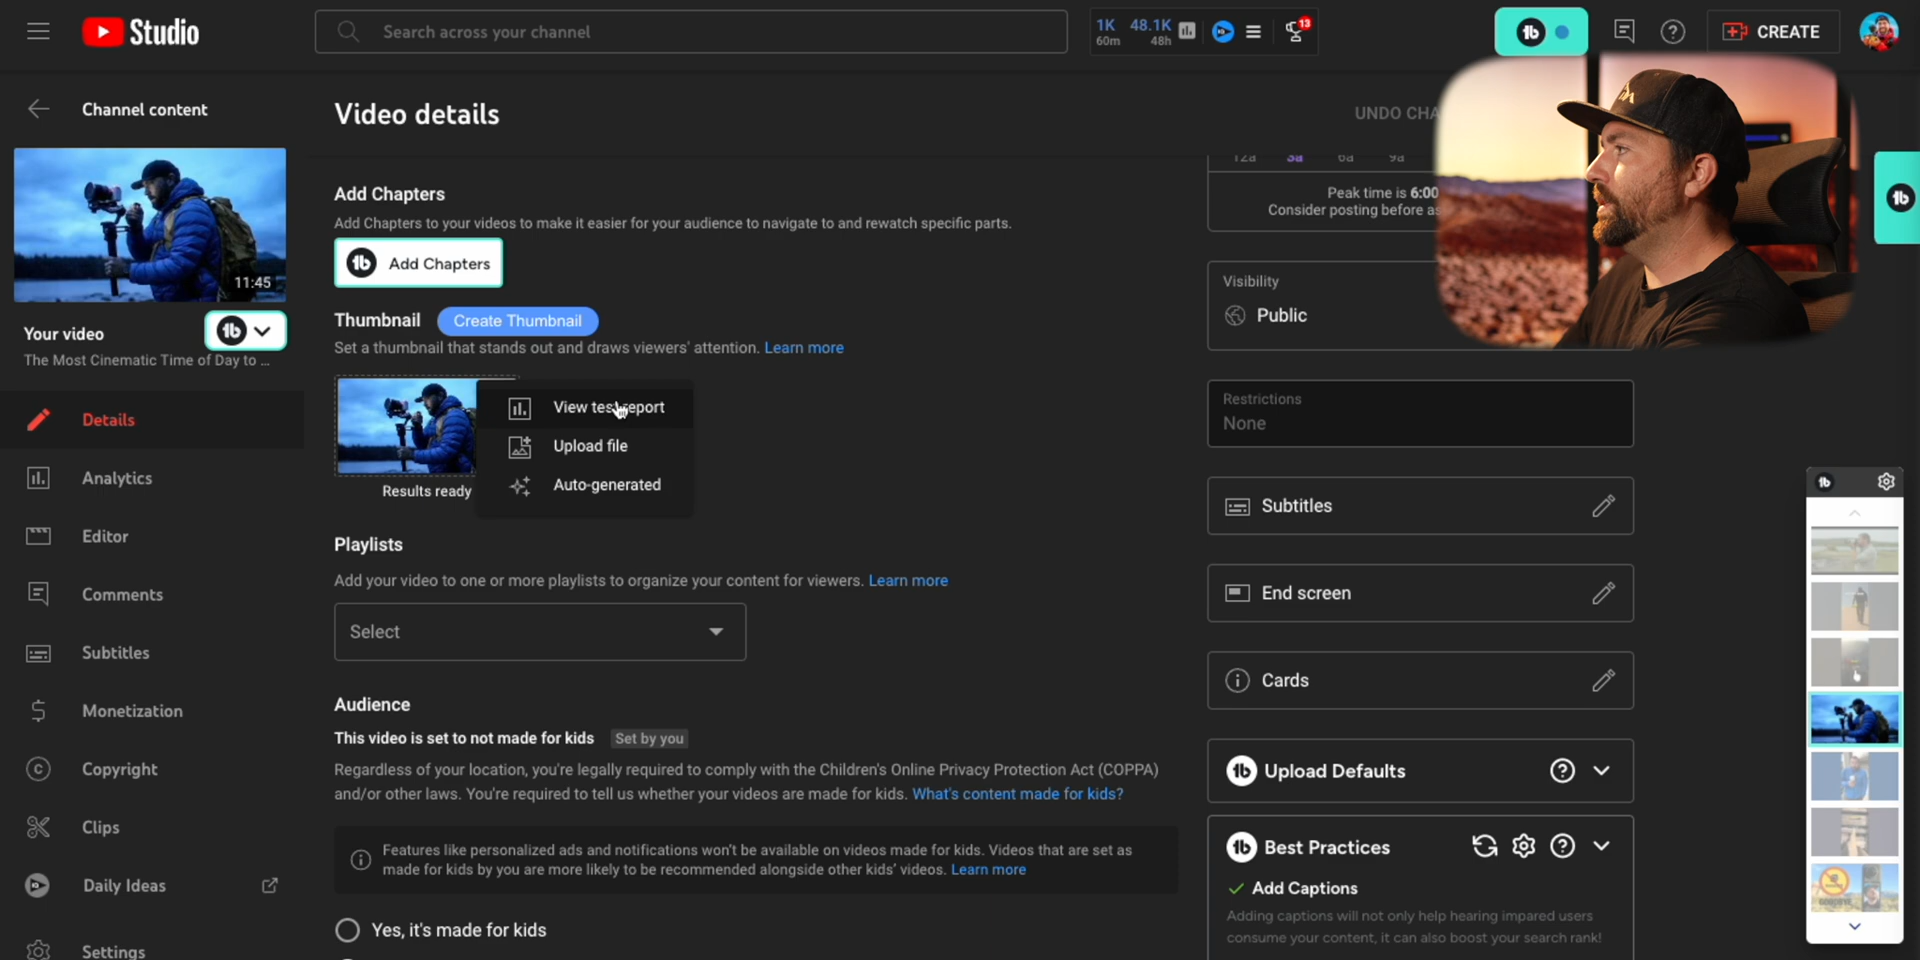 Studio
Search across your channel
1K
60m
48.1K
48h
13
CREATE
Channel content
11:45
Your video
The Most Cinematic Time of Day to ...
Details
Analytics
Editor
Comments
Subtitles
Monetization
Copyright
Clips
Daily Ideas
Settings
Video details
UNDO CHA
Add Chapters
Add Chapters to your videos to make it easier for your audience to navigate to and rewatch specific parts.
Add Chapters
Thumbnail
Create Thumbnail
Set a thumbnail that stands out and draws viewers' attention. Learn more
View test report
Upload file
Auto-generated
Results ready
Playlists
Add your video to one or more playlists to organize your content for viewers. Learn more
Select
Audience
This video is set to not made for kids
Set by you
Regardless of your location, you're legally required to comply with the Children's Online Privacy Protection Act (COPPA)
and/or other laws. You're required to tell us whether your videos are made for kids. What's content made for kids?
Features like personalized ads and notifications won't be available on videos made for kids. Videos that are set as
made for kids by you are more likely to be recommended alongside other kids' videos. Learn more
Yes, it's made for kids
12a 3a 6a 9a
Peak time is 6:00
Consider posting before as
Visibility
Public
Restrictions
None
Subtitles
End screen
Cards
Upload Defaults
Best Practices
Add Captions
Adding captions will not only help hearing impared users
consume your content, it can also boost your search rank!